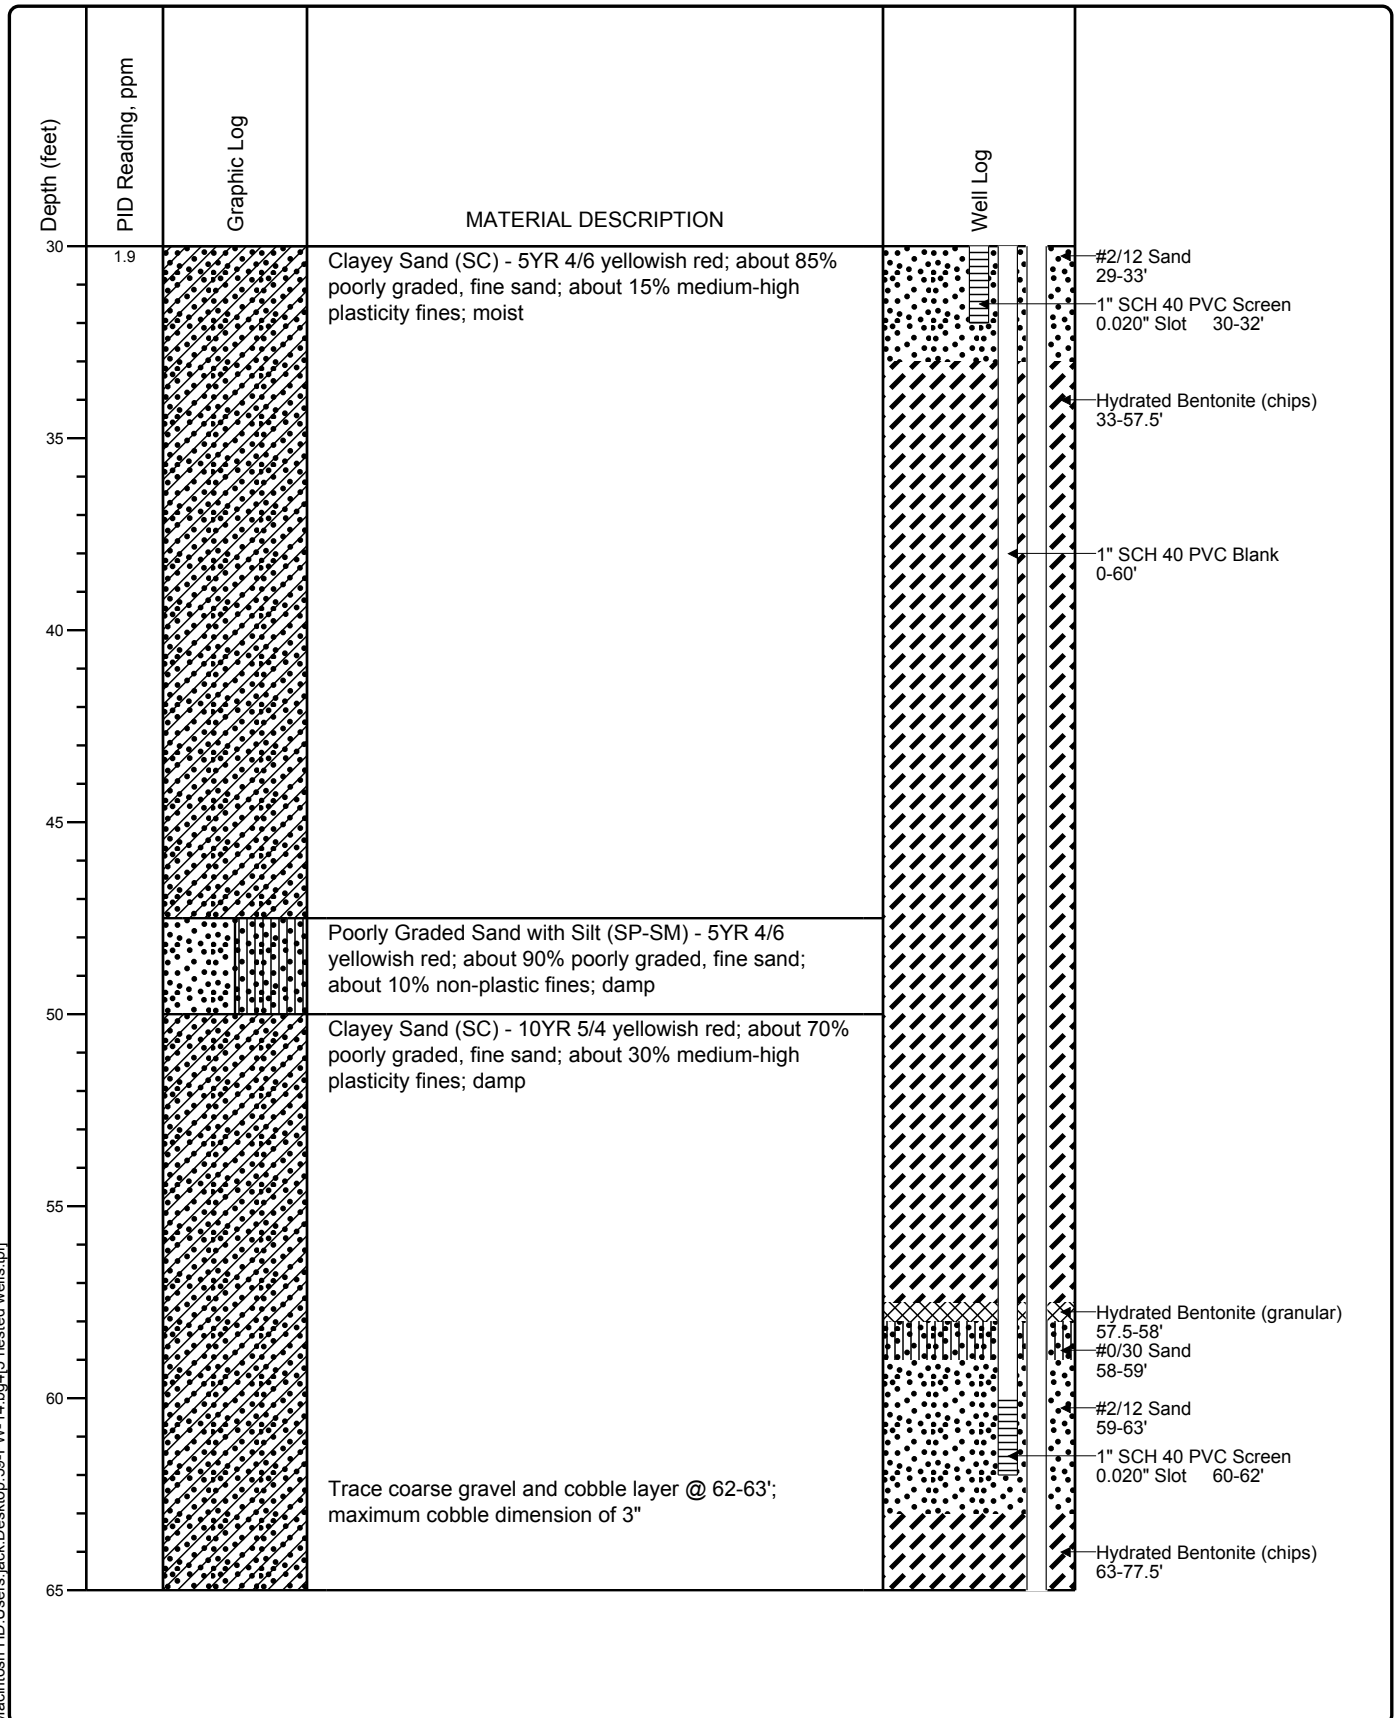 Depth (feet)
PID Reading, ppm
Graphic Log
MATERIAL DESCRIPTION
Well Log
30
1.9
Clayey Sand (SC) - 5YR 4/6 yellowish red; about 85%
poorly graded, fine sand; about 15% medium-high
plasticity fines; moist
#2/12 Sand
29-33'
1" SCH 40 PVC Screen
0.020" Slot 30-32'
Hydrated Bentonite (chips)
33-57.5'
35
1" SCH 40 PVC Blank
0-60'
40
45
Poorly Graded Sand with Silt (SP-SM) - 5YR 4/6
yellowish red; about 90% poorly graded, fine sand;
about 10% non-plastic fines; damp
50
Clayey Sand (SC) - 10YR 5/4 yellowish red; about 70%
poorly graded, fine sand; about 30% medium-high
plasticity fines; damp
55
Hydrated Bentonite (granular)
57.5-58'
#0/30 Sand
58-59'
60
#2/12 Sand
59-63'
1" SCH 40 PVC Screen
0.020" Slot 60-62'
Trace coarse gravel and cobble layer @ 62-63';
maximum cobble dimension of 3"
Hydrated Bentonite (chips)
63-77.5'
65
nested wells.tpl]